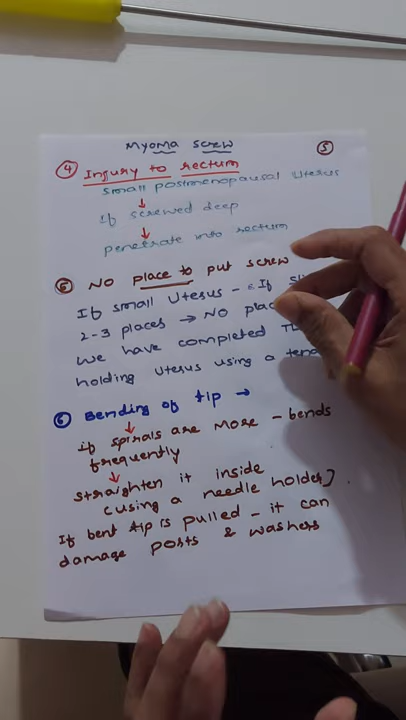 Myoma Screw
5
4 Injury to rectum
small postmenopausal Uterus
↓
if screwed deep
↓
penetrate into rectum
5 NO place to put screw
If small Uterus - If
2-3 places → NO
we have completed
holding Uterus using a
6 Bending of tip →
if spirals are More - bends
frequently
↓
straighten it inside
(using a needle holder)
If bent tip is pulled - it can
damage posts & washers